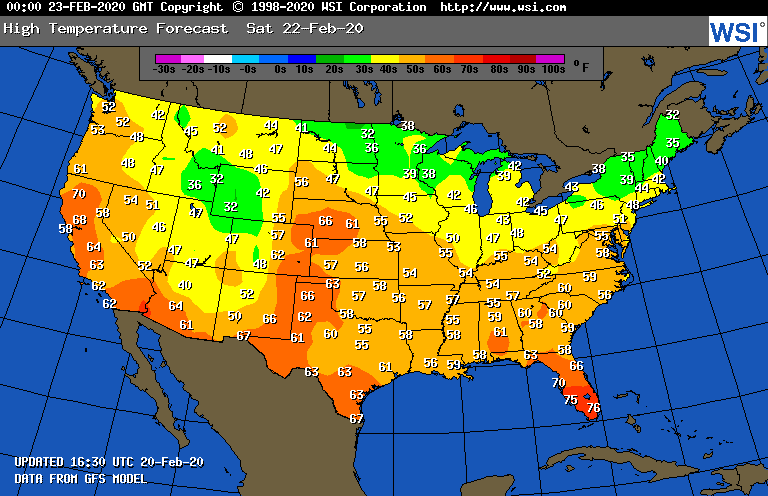 00:00 23-FEB-2020 GMT Copyright © 1998-2020 WSI Corporation http://www.wsi.com
High Temperature Forecast Sat 22-Feb-20
WSI
-30s -20s -10s -0s 0s 10s 20s 30s 40s 50s 60s 70s 80s 90s 100s °F
52 42 44 41 32 38 32
53 52 45 52 36 36 35
48 41 48 47 44 42 38 35 40
61 48 47 36 32 46 56 47 39 38 39 43 39 44 42
70 54 51 47 32 42 47 45 42 42 46 48
58 68 58 46 55 66 61 55 52 46 43 45 47 51
64 50 47 47 57 61 58 53 50 47 48 54 55
63 52 47 48 62 57 56 54 55 55 54 58
62 40 52 63 58 54 54 52 59
62 64 50 66 66 57 56 57 57 55 57 60 58
61 67 62 58 55 58 55 59 60 58 60 60
61 60 55 58 61 59
63 63 61 56 59 58 63 58
63 70 66
67 75 76
UPDATED 16:30 UTC 20-Feb-20
DATA FROM GFS MODEL